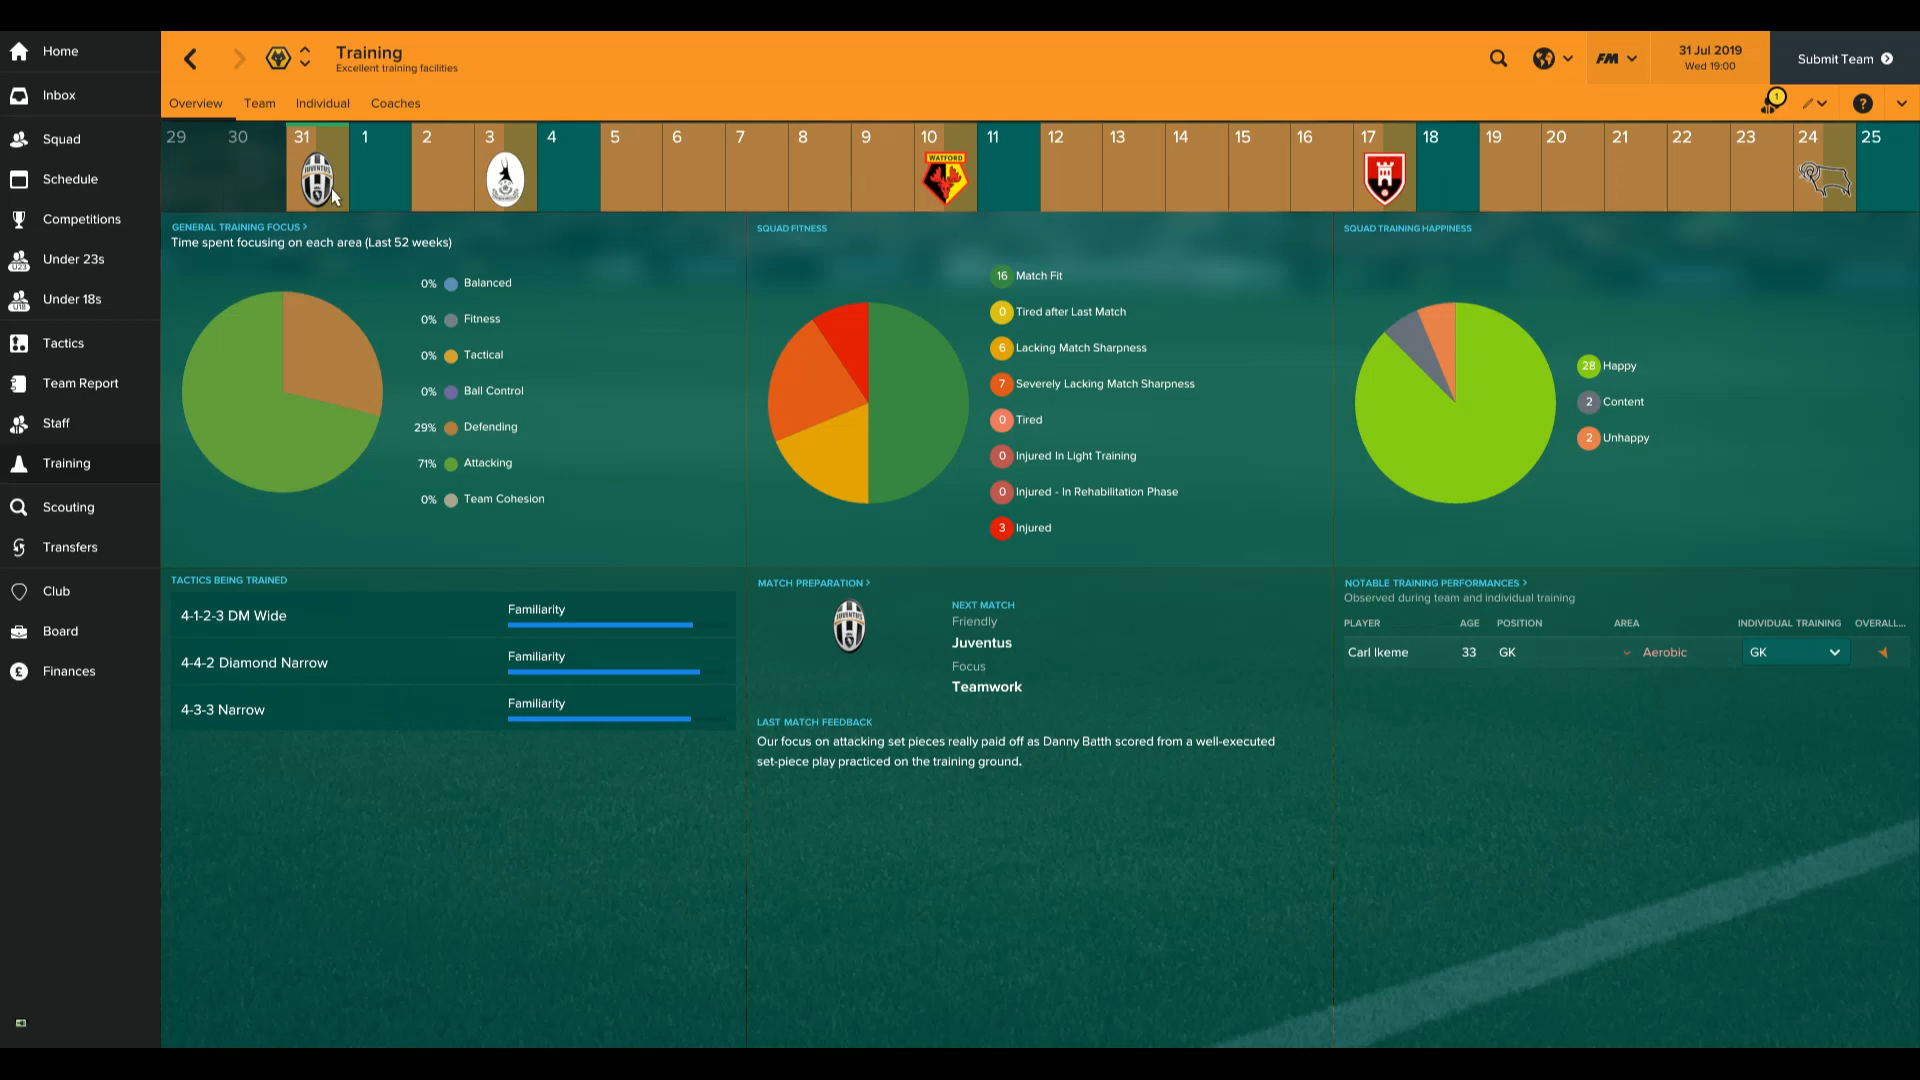 Home
Inbox
Squad
Schedule
Competitions
Under 23s
Under 18s
Tactics
Team Report
Staff
Training
Scouting
Transfers
Club
Board
Finances
Training
Excellent training facilities
FM
31 Jul 2019
Wed 19:00
Submit Team
Overview Team Individual Coaches
1
29 30 31 1 2 3 4 5 6 7 8 9 10 11 12 13 14 15 16 17 18 19 20 21 22 23 24 25
JUVENTUS
WATFORD
GENERAL TRAINING FOCUS >
Time spent focusing on each area (Last 52 weeks)
0% Balanced
0% Fitness
0% Tactical
0% Ball Control
29% Defending
71% Attacking
0% Team Cohesion
SQUAD FITNESS
16 Match Fit
0 Tired after Last Match
6 Lacking Match Sharpness
7 Severely Lacking Match Sharpness
0 Tired
0 Injured In Light Training
0 Injured - In Rehabilitation Phase
3 Injured
SQUAD TRAINING HAPPINESS
28 Happy
2 Content
2 Unhappy
TACTICS BEING TRAINED
4-1-2-3 DM Wide Familiarity
4-4-2 Diamond Narrow Familiarity
4-3-3 Narrow Familiarity
MATCH PREPARATION >
JUVENTUS
NEXT MATCH
Friendly
Juventus
Focus
Teamwork
LAST MATCH FEEDBACK
Our focus on attacking set pieces really paid off as Danny Batth scored from a well-executed
set-piece play practiced on the training ground.
NOTABLE TRAINING PERFORMANCES >
Observed during team and individual training
PLAYER AGE POSITION AREA INDIVIDUAL TRAINING OVERALL...
Carl Ikeme 33 GK Aerobic GK